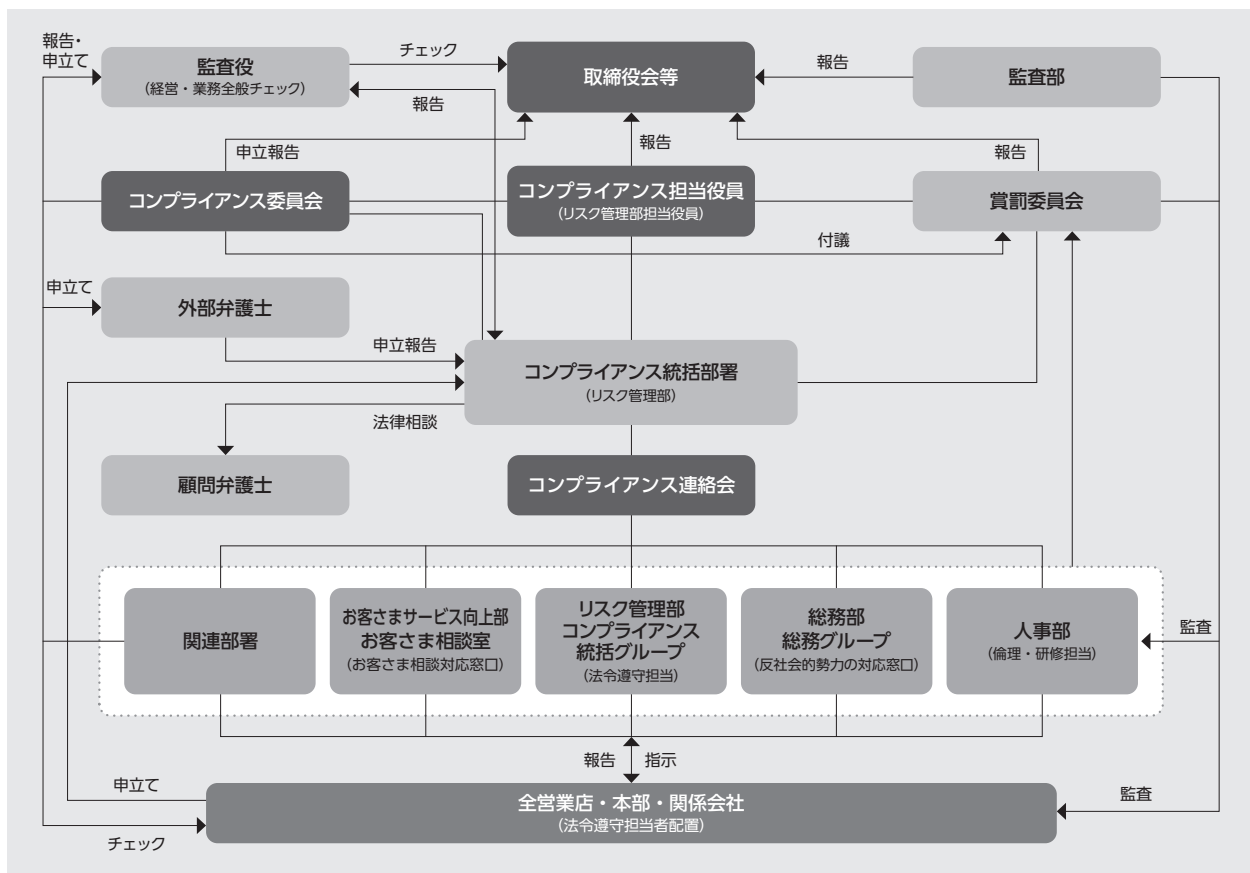 報告・
申立て
監査役
（経営・業務全般チェック）
チェック
報告
取締役会等
報告
監査部
申立報告
報告
報告
コンプライアンス委員会
コンプライアンス担当役員
（リスク管理部担当役員）
賞罰委員会
付議
申立て
外部弁護士
申立報告
コンプライアンス統括部署
（リスク管理部）
法律相談
顧問弁護士
コンプライアンス連絡会
関連部署
お客さまサービス向上部
お客さま相談室
（お客さま相談対応窓口）
リスク管理部
コンプライアンス
統括グループ
（法令遵守担当）
総務部
総務グループ
（反社会的勢力の対応窓口）
人事部
（倫理・研修担当）
監査
報告
指示
申立て
全営業店・本部・関係会社
（法令遵守担当者配置）
監査
チェック